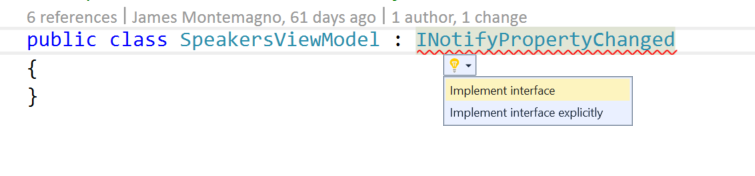 6 references | James Montemagno, 61 days ago | 1 author, 1 change
public class SpeakersViewModel : INotifyPropertyChanged
{
}
Implement interface
Implement interface explicitly